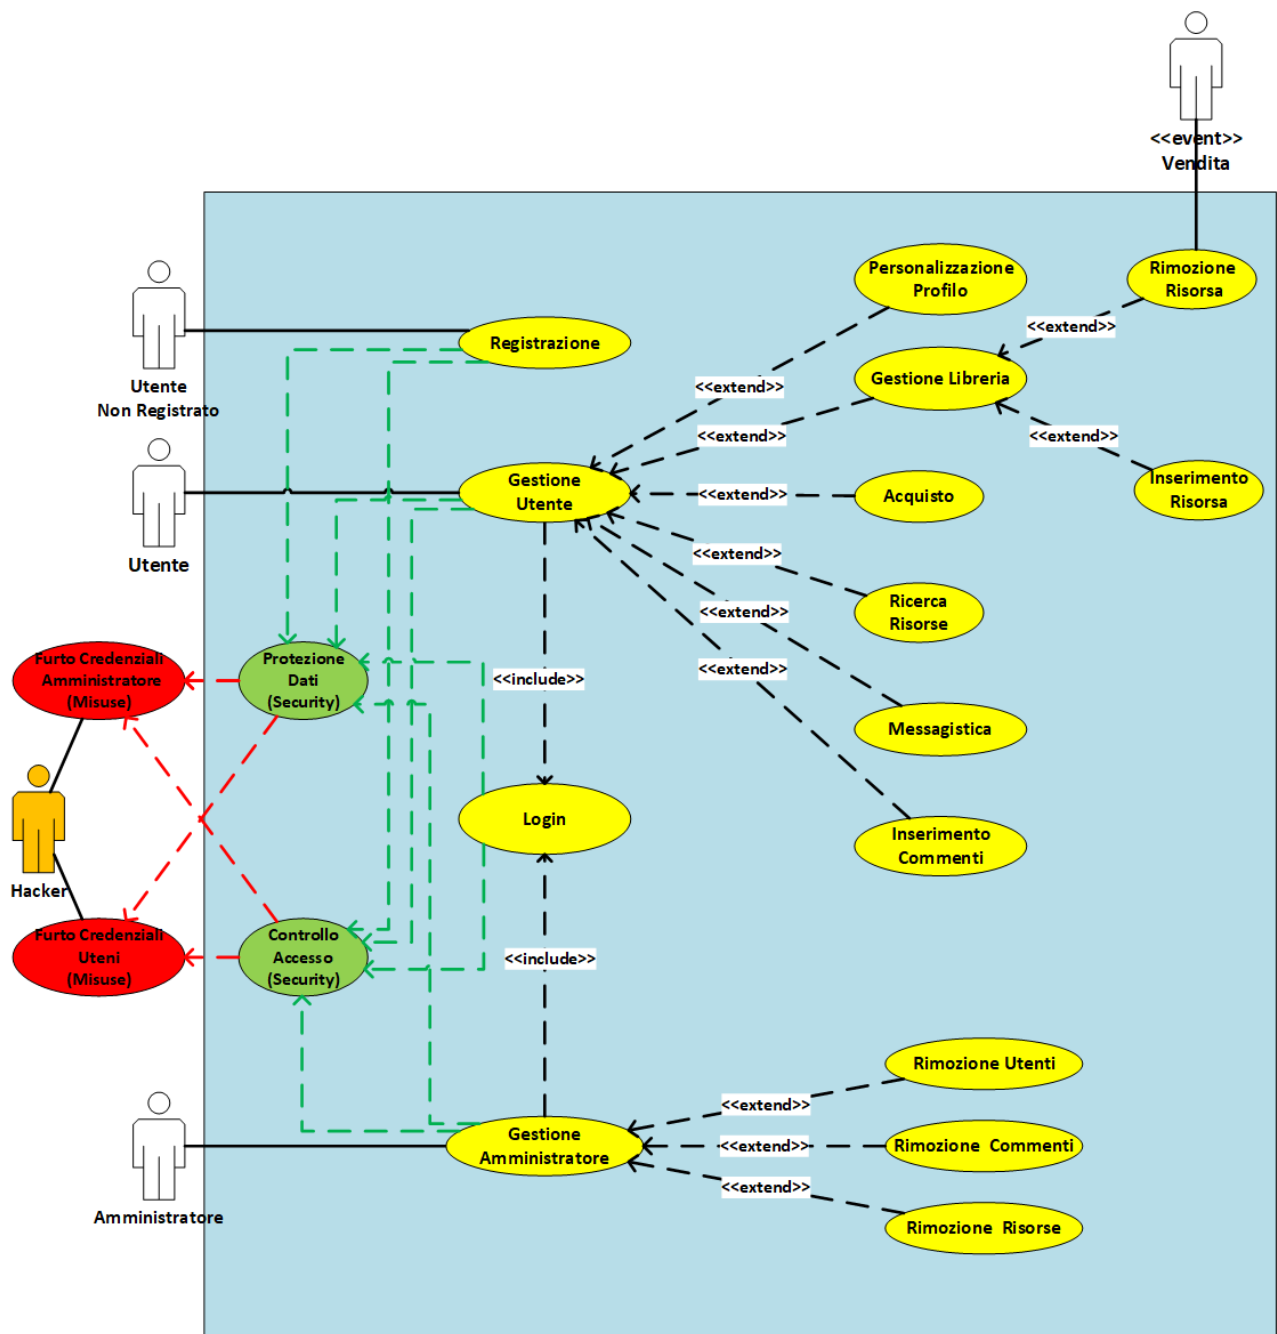 <<event>>
Vendita
Personalizzazione
Profilo
Rimozione
Risorsa
<<extend>>
Registrazione
Utente
Non Registrato
<<extend>>
Gestione Libreria
<<extend>>
<<extend>>
Gestione
Utente
<<extend>>
Acquisto
Inserimento
Risorsa
Utente
<<extend>>
Ricerca
Risorse
<<extend>>
Furto Credenziali
Amministratore
(Misuse)
Protezione
Dati
(Security)
<<include>>
<<extend>>
Messagistica
Login
Inserimento
Commenti
Hacker
Furto Credenziali
Uteni
(Misuse)
Controllo
Accesso
(Security)
<<include>>
Rimozione Utenti
<<extend>>
Gestione
Amministratore
<<extend>>
Rimozione Commenti
<<extend>>
Amministratore
Rimozione Risorse